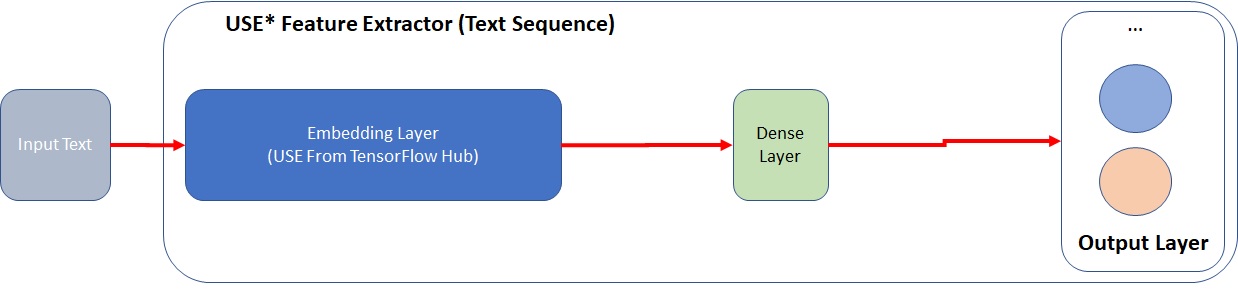 USE* Feature Extractor (Text Sequence)
...
Input Text
Embedding Layer
(USE From TensorFlow Hub)
Dense
Layer
Output Layer